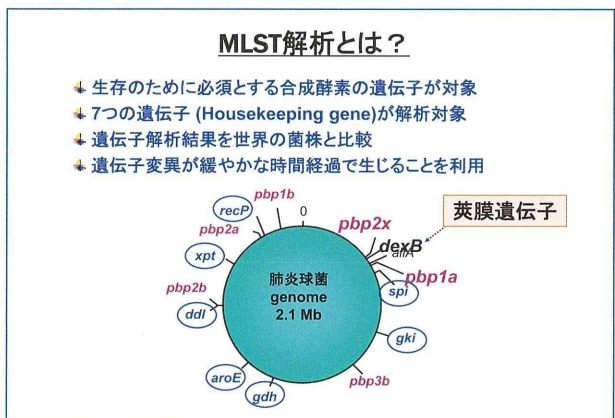 MLST解析とは？
生存のために必須とする合成酵素の遺伝子が対象
7つの遺伝子 (Housekeeping gene)が解析対象
遺伝子解析結果を世界の菌株と比較
遺伝子変異が緩やかな時間経過で生じることを利用
pbp1b
0
recP
pbp2x
莢膜遺伝子
pbp2a
dexB
aliA
xpt
pbp1a
肺炎球菌
genome
2.1 Mb
spi
pbp2b
ddl
gki
aroE
pbp3b
gdh